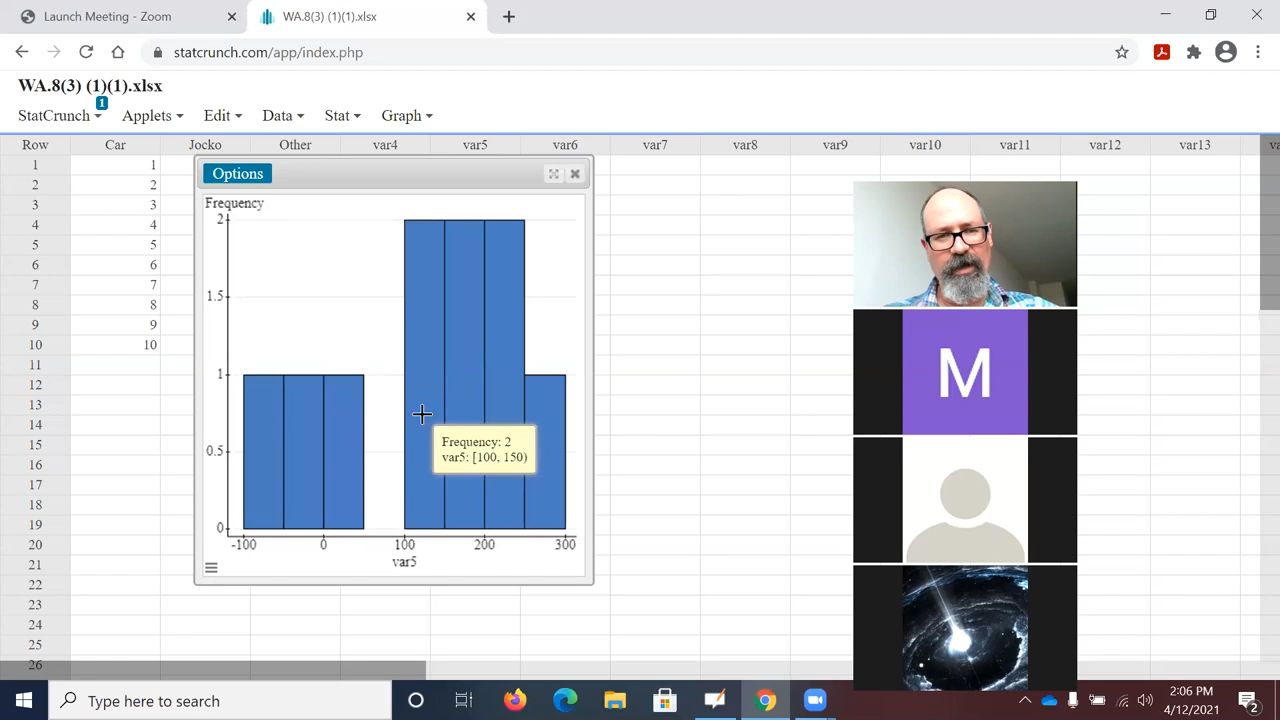 Launch Meeting - Zoom
WA.8(3) (1)(1).xlsx
statcrunch.com/app/index.php
WA.8(3) (1)(1).xlsx
StatCrunch 1 Applets Edit Data Stat Graph
Row Car Jocko Other var4 var5 var6 var7 var8 var9 var10 var11 var12 var13 va
1 1
2 2
3 3
4 4
5 5
6 6
7 7
8 8
9 9
10 10
11
12
13
14
15
16
17
18
19
20
21
22
23
24
25
26
Options
Frequency
2
1.5
1
0.5
0
-100 0 100 200 300
var5
Frequency: 2
var5: [100, 150)
M
Type here to search
2:06 PM
4/12/2021
2